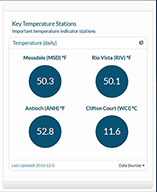 Key Temperature Stations
Important temperature indicator stations
Temperature (daily)
Mossdale (MSD) °F
Rio Vista (RIV) °F
50.3
50.1
Antioch (ANH) °F
Clifton Court (WCI) °C
52.8
11.6
Data Sources